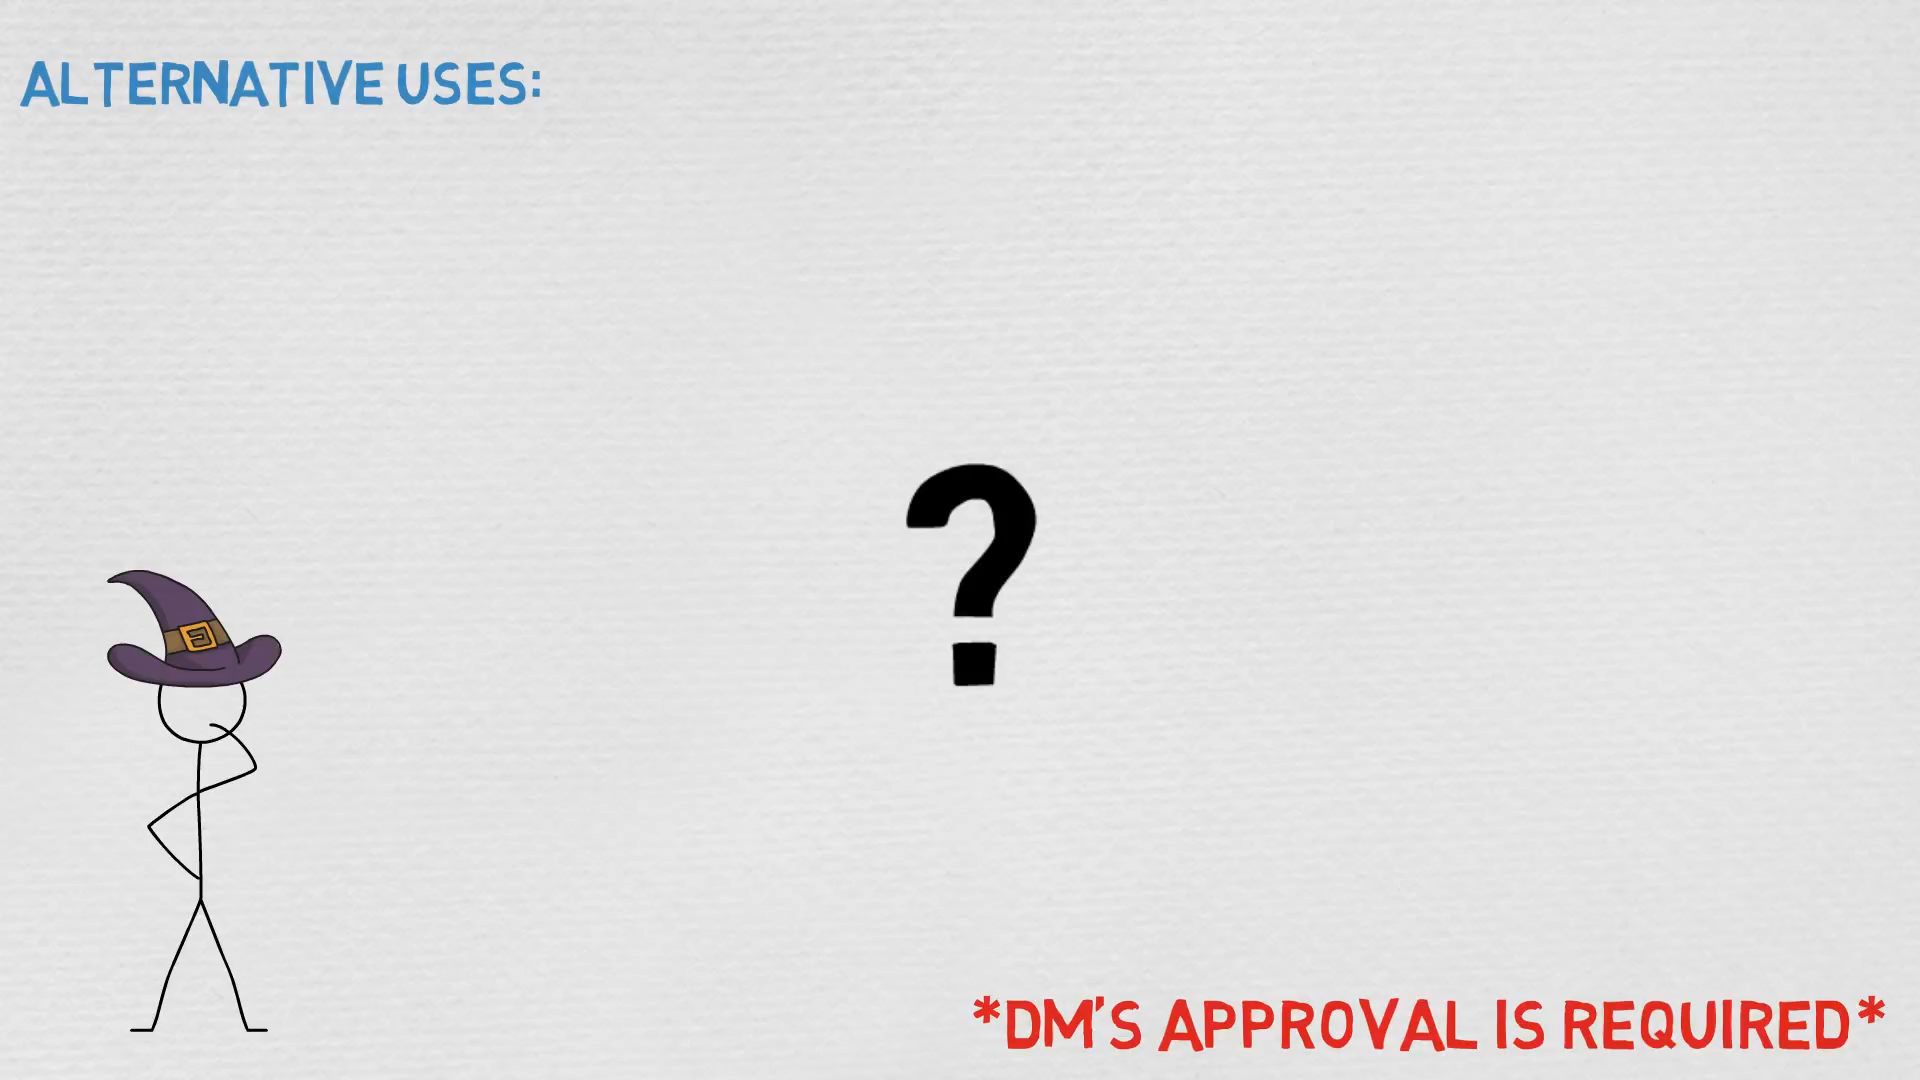 ALTERNATIVE USES:
?
*DM'S APPROVAL IS REQUIRED*